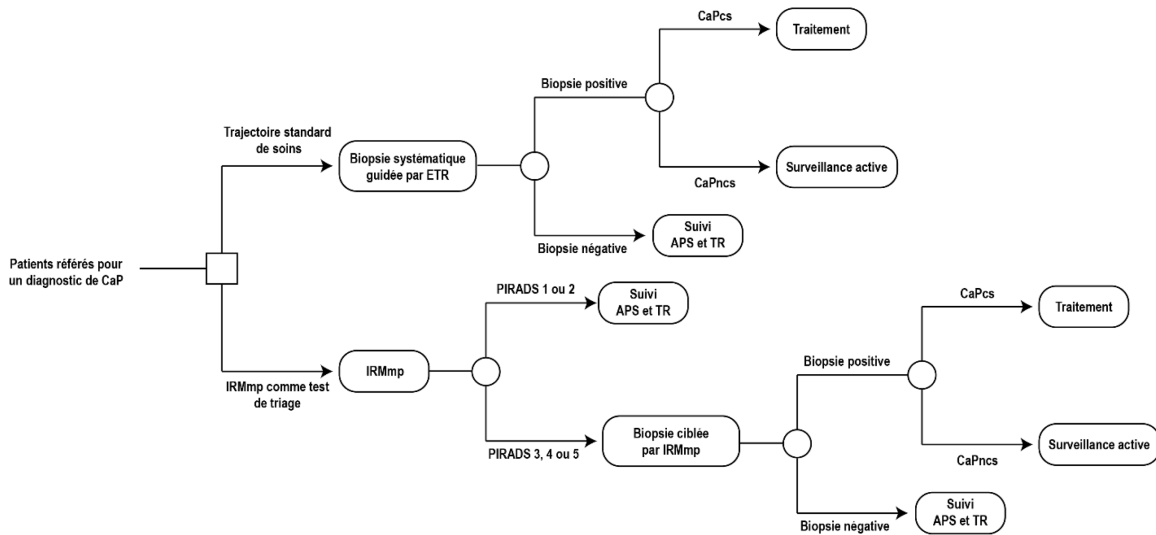 CaPcs
Traitement
Biopsie positive
Trajectoire standard
de soins
Biopsie systématique
guidée par ETR
Surveillance active
CaPncs
Biopsie négative
Suivi
APS et TR
Patients référés pour
un diagnostic de CaP
PIRADS 1 ou 2
Suivi
APS et TR
CaPcs
Traitement
IRMmp
Biopsie positive
IRMmp comme test
de triage
PIRADS 3, 4 ou 5
Biopsie ciblée
par IRMmp
Surveillance active
CaPncs
Biopsie négative
Suivi
APS et TR